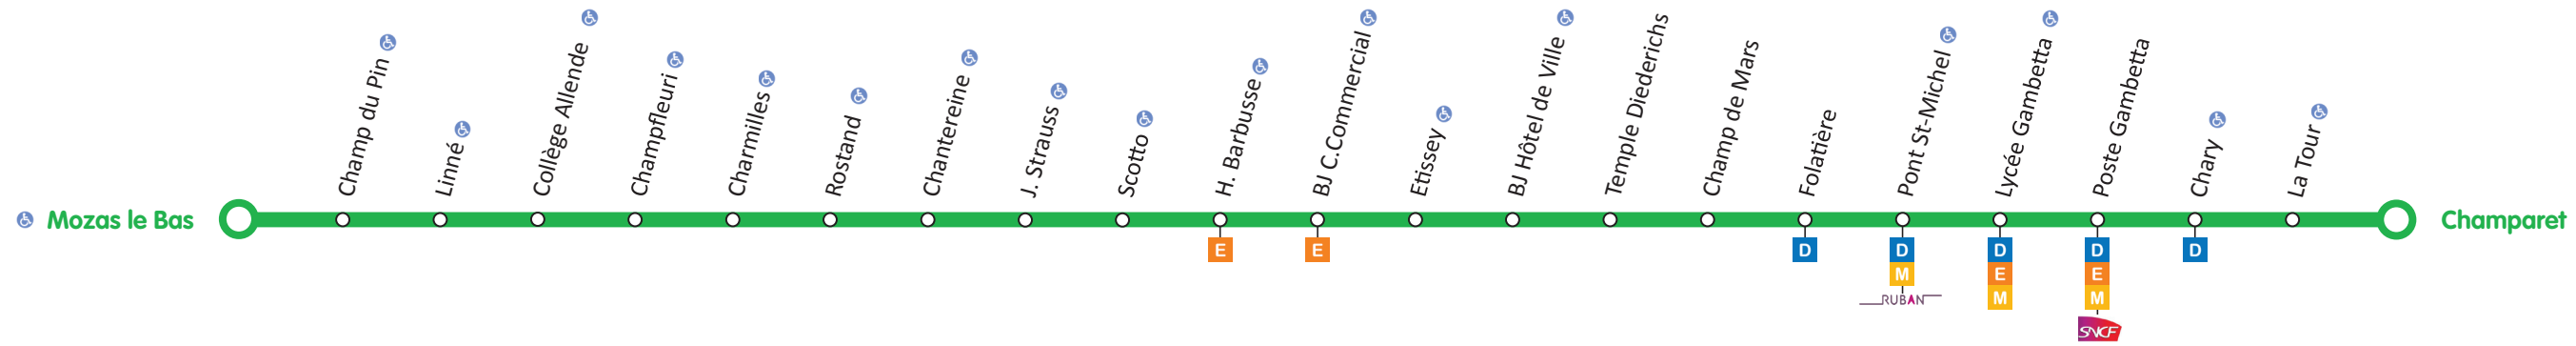 Mozas le Bas
Champ du Pin
Linné
Collège Allende
Champfleuri
Charmilles
Rostand
Chantereine
J. Strauss
Scotto
H. Barbusse
BJ C.Commercial
Etissey
BJ Hôtel de Ville
Temple Diederichs
Champ de Mars
Folatière
Pont St-Michel
Lycée Gambetta
Poste Gambetta
Chary
La Tour
Champaret
E
E
D
D
M
RUBAN
D
E
M
D
E
M
SNCF
D